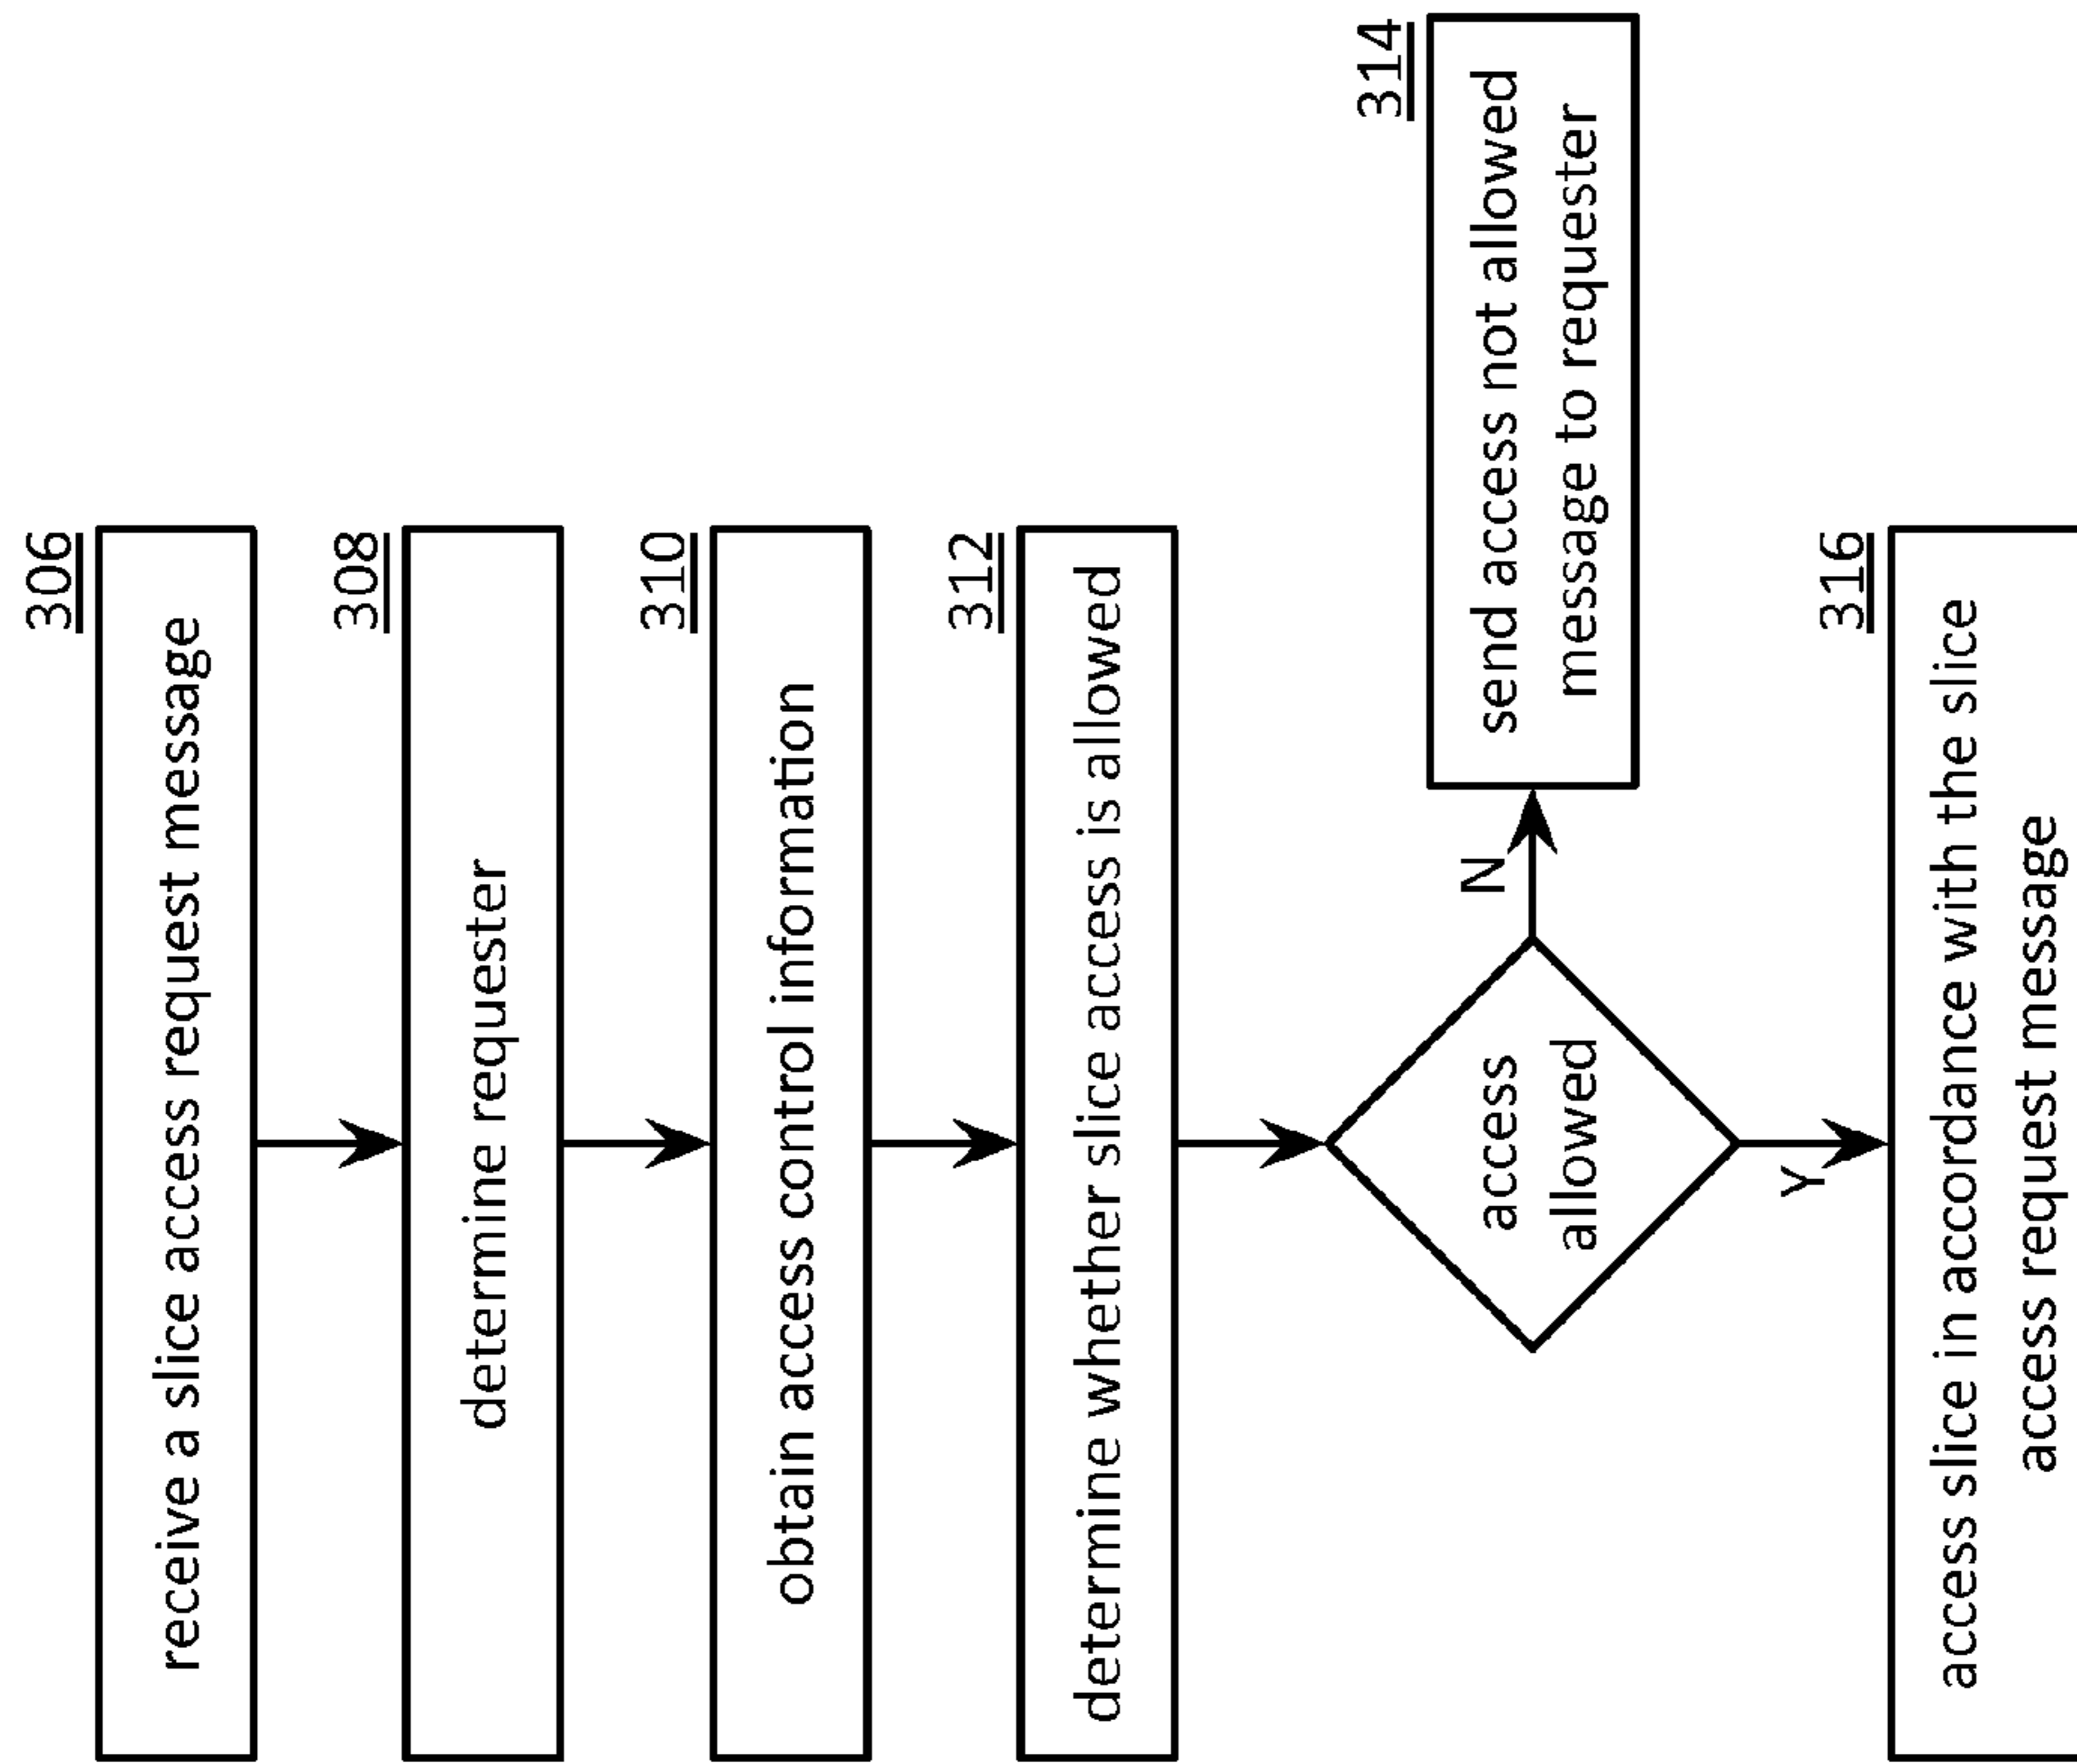 306
receive a slice access request message
308
determine requester
310
obtain access control information
312
determine whether slice access is allowed
access
allowed
N
314
send access not allowed
message to requester
Y
316
access slice in accordance with the slice
access request message